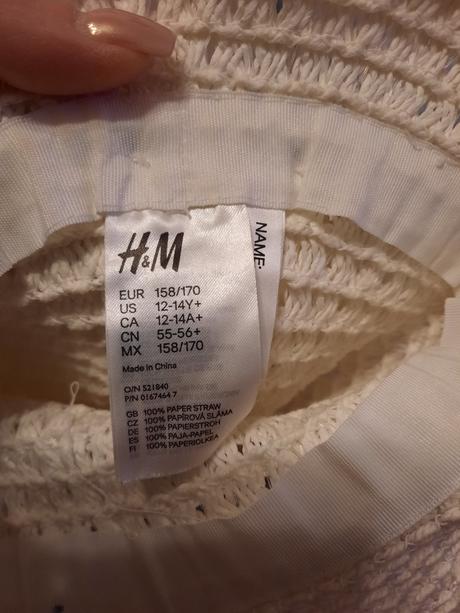 H&M
NAME:
EUR 158/170
US 12-14Y+
CA 12-14A+
CN 55-56+
MX 158/170
Made in China
O/N 521840
P/N 0167464 7
GB 100% PAPER STRAW
CZ 100% PAPÍROVÁ SLÁMA
DE 100% PAPIERSTROH
ES 100% PAJA-PAPEL
FI 100% PAPERIOLKEA